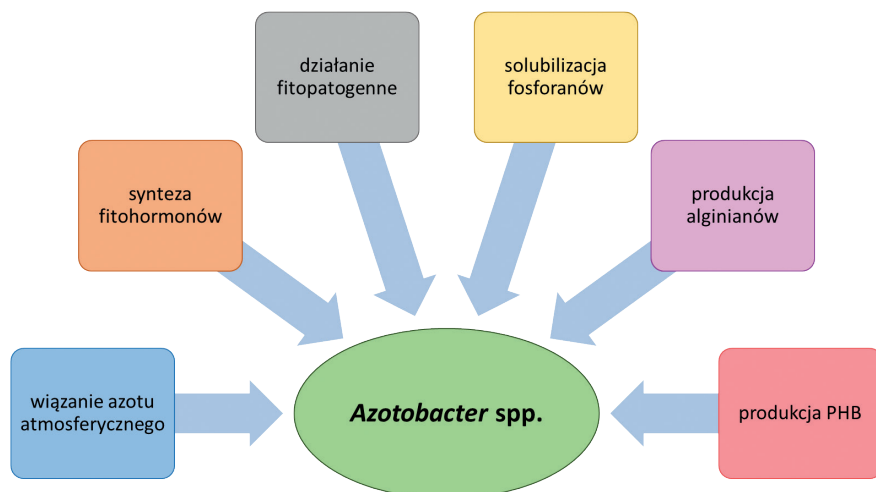 działanie
fitopatogenne
solubilizacja
fosforanów
synteza
fitohormonów
produkcja
alginianów
wiązanie azotu
atmosferycznego
Azotobacter spp.
produkcja PHB